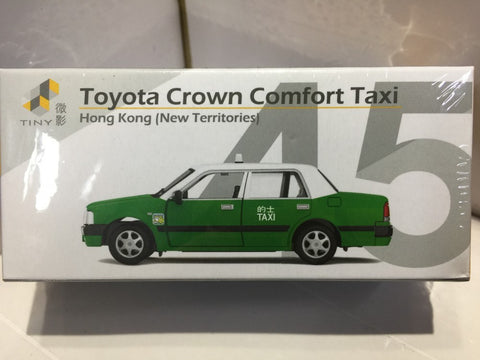 Toyota Crown Comfort Taxi
Hong Kong (New Territories)
TINY 微影
45
的士
TAXI